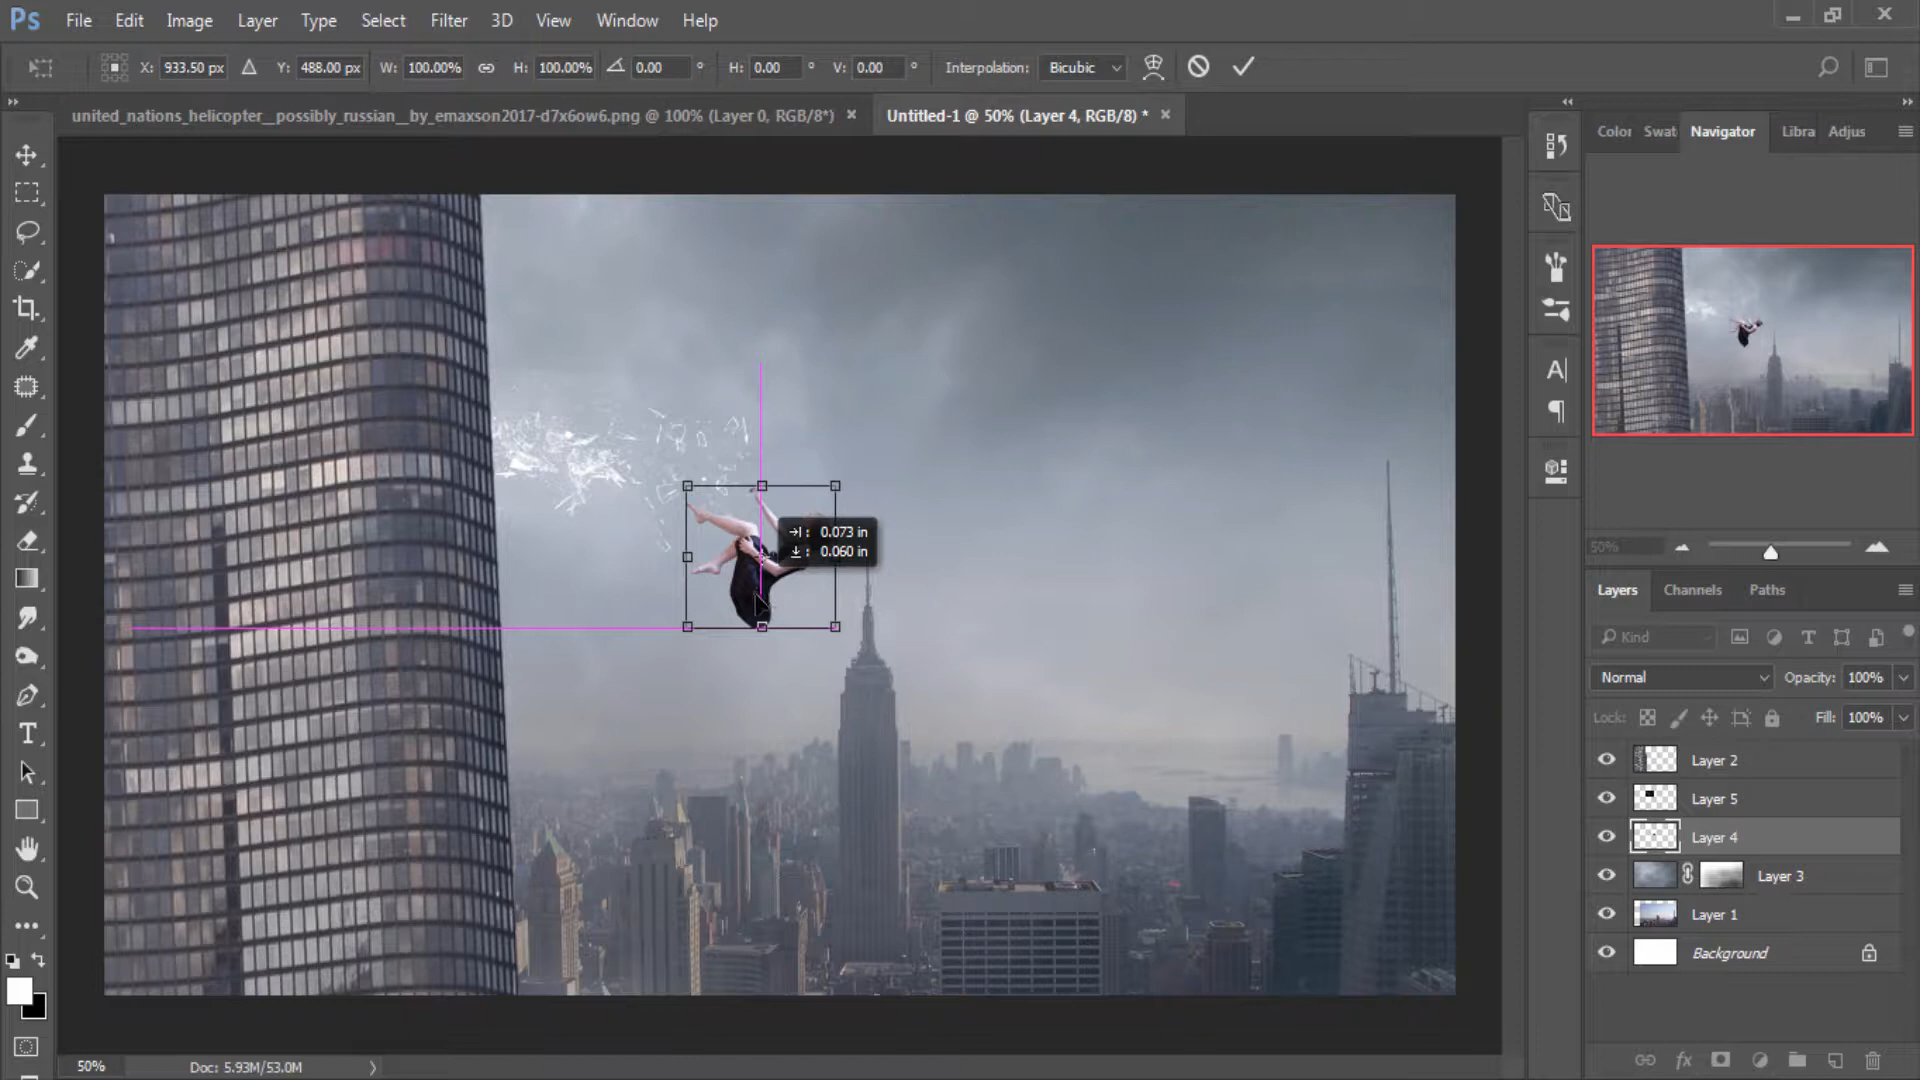 Ps File Edit Image Layer Type Select Filter 3D View Window Help
X: 933.50 px Y: 488.00 px W: 100.00% H: 100.00% 0.00 ° H: 0.00 ° V: 0.00 ° Interpolation: Bicubic
united_nations_helicopter__possibly_russian__by_emaxson2017-d7x6ow6.png @ 100% (Layer 0, RGB/8*) Untitled-1 @ 50% (Layer 4, RGB/8) *
Color Swat Navigator Libra Adjus
0.073 in
0.060 in
50%
Layers Channels Paths
Kind
Normal Opacity: 100%
Lock: Fill: 100%
Layer 2
Layer 5
Layer 4
Layer 3
Layer 1
Background
50% Doc: 5.93M/53.0M